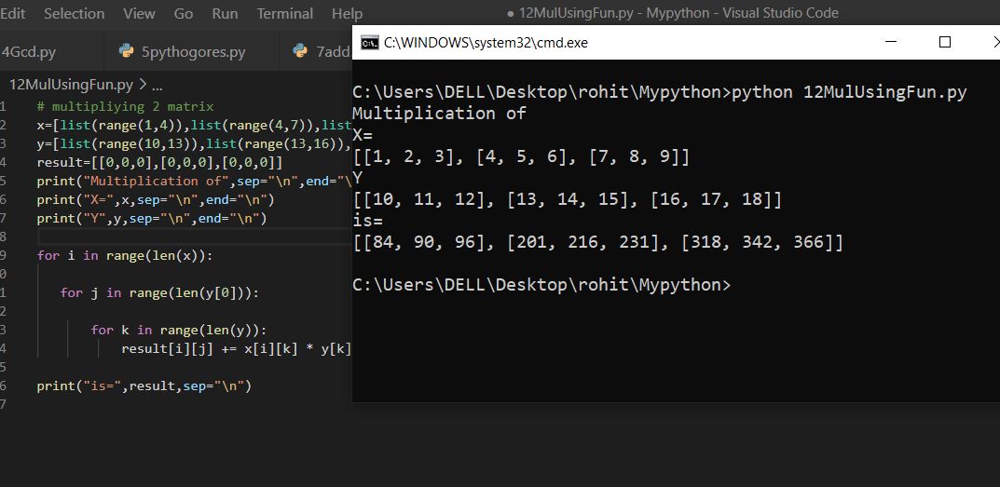 Edit Selection View Go Run Terminal Help ● 12MulUsingFun.py - Mypython - Visual Studio Code
4Gcd.py 5pythogores.py 7add
12MulUsingFun.py > ...
1 # multipliying 2 matrix
2 x=[list(range(1,4)),list(range(4,7)),list
3 y=[list(range(10,13)),list(range(13,16)),
4 result=[[0,0,0],[0,0,0],[0,0,0]]
5 print("Multiplication of",sep="\n",end="\
6 print("X=",x,sep="\n",end="\n")
7 print("Y",y,sep="\n",end="\n")
8
9 for i in range(len(x)):
0
1 for j in range(len(y[0])):
2
3 for k in range(len(y)):
4 result[i][j] += x[i][k] * y[k]
5
6 print("is=",result,sep="\n")
7
C:\WINDOWS\system32\cmd.exe
C:\Users\DELL\Desktop\rohit\Mypython>python 12MulUsingFun.py
Multiplication of
X=
[[1, 2, 3], [4, 5, 6], [7, 8, 9]]
Y
[[10, 11, 12], [13, 14, 15], [16, 17, 18]]
is=
[[84, 90, 96], [201, 216, 231], [318, 342, 366]]
C:\Users\DELL\Desktop\rohit\Mypython>